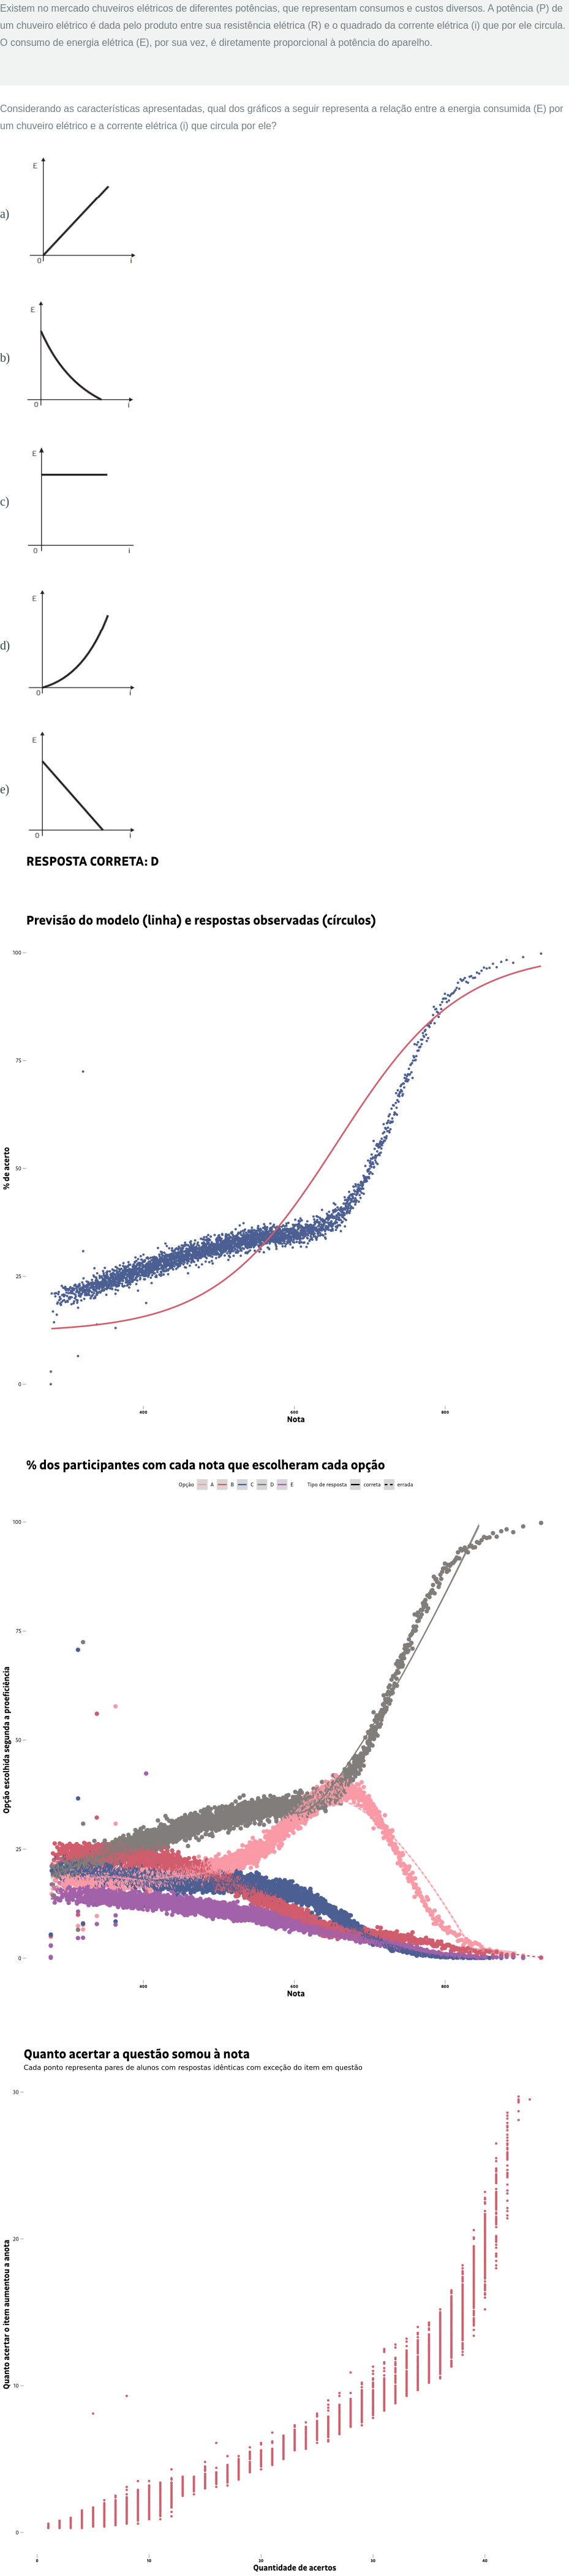 Existem no mercado chuveiros elétricos de diferentes potências, que representam consumos e custos diversos. A potência (P) de
um chuveiro elétrico é dada pelo produto entre sua resistência elétrica (R) e o quadrado da corrente elétrica (i) que por ele circula.
O consumo de energia elétrica (E), por sua vez, é diretamente proporcional à potência do aparelho.
Considerando as características apresentadas, qual dos gráficos a seguir representa a relação entre a energia consumida (E) por
um chuveiro elétrico e a corrente elétrica (i) que circula por ele?
E
a)
0 i
E
b)
0 i
E
c)
0 i
E
d)
0 i
E
e)
0 i
RESPOSTA CORRETA: D
Previsão do modelo (linha) e respostas observadas (círculos)
100
75
% de acerto
50
25
0
400 600 800
Nota
% dos participantes com cada nota que escolheram cada opção
Opção A B C D E Tipo de resposta correta errada
100
75
Opção escolhida segunda a proeficiência
50
25
0
400 600 800
Nota
Quanto acertar a questão somou à nota
Cada ponto representa pares de alunos com respostas idênticas com exceção do item em questão
30
20
Quanto acertar o item aumentou a anota
10
0
0 10 20 30 40
Quantidade de acertos